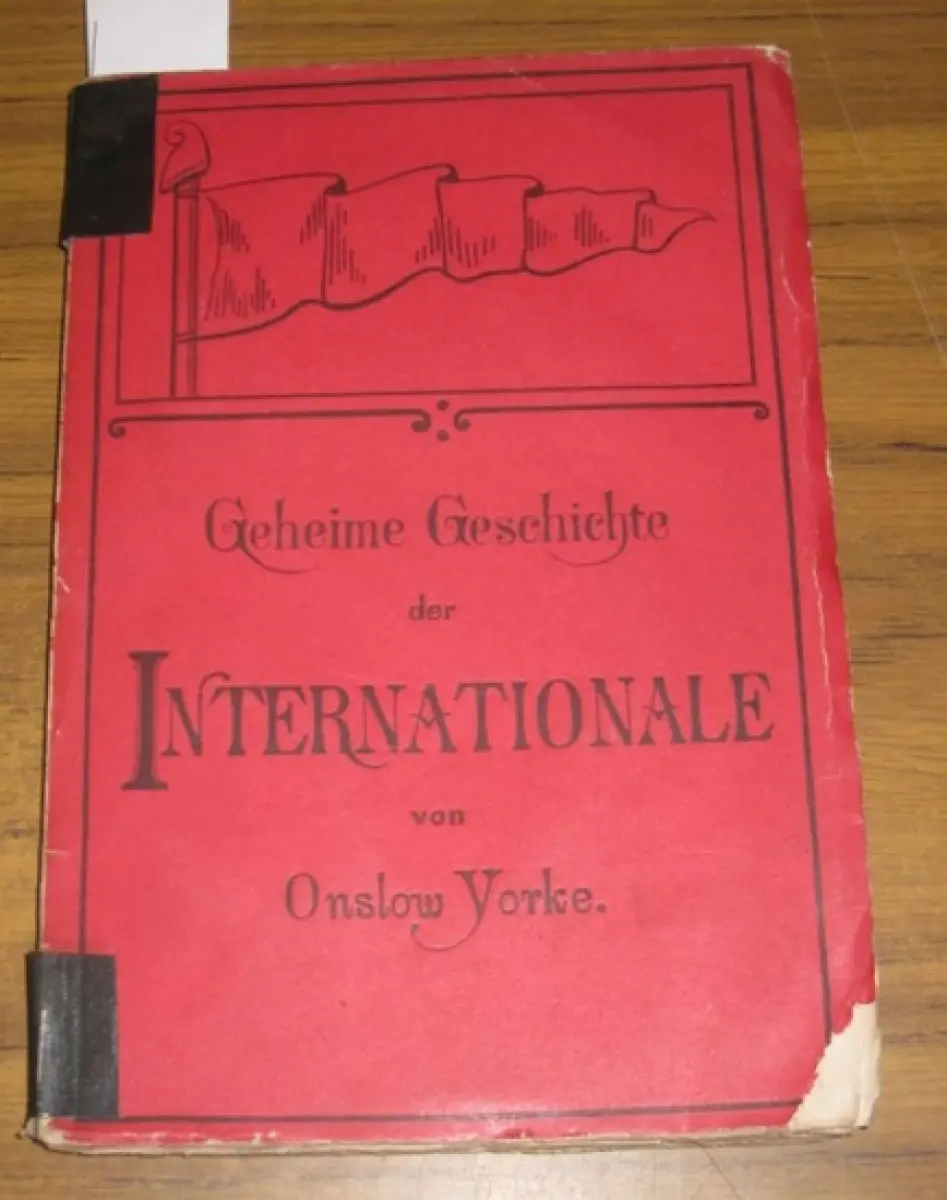 Geheime Geschichte
der
INTERNATIONALE
von
Onslow Yorke.